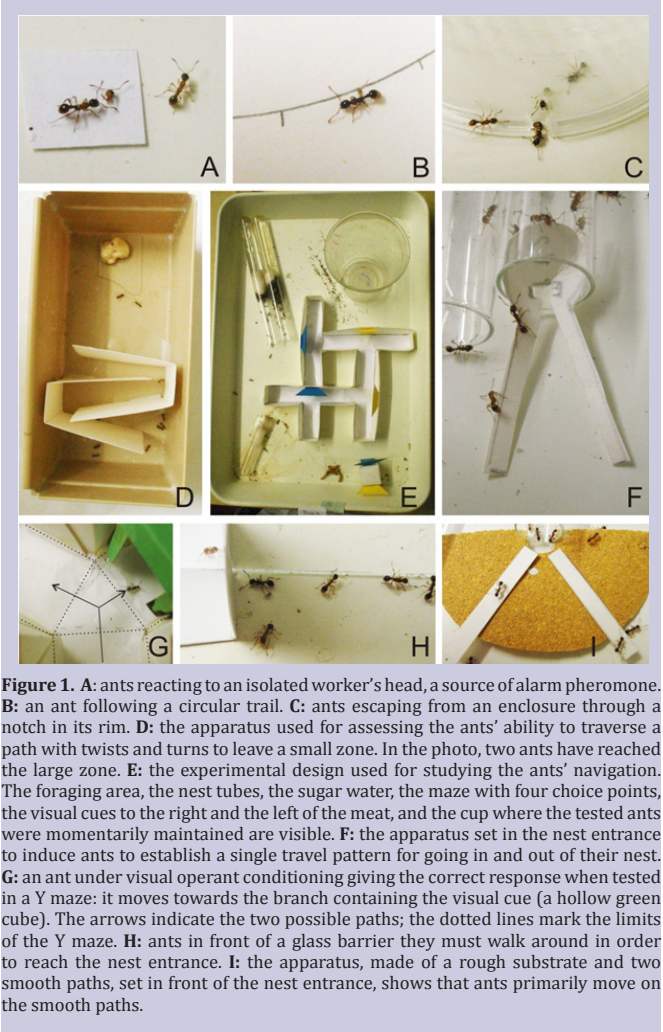 A
B
C
D
E
F
G
H
I
Figure 1. A: ants reacting to an isolated worker's head, a source of alarm pheromone.
B: an ant following a circular trail. C: ants escaping from an enclosure through a
notch in its rim. D: the apparatus used for assessing the ants' ability to traverse a
path with twists and turns to leave a small zone. In the photo, two ants have reached
the large zone. E: the experimental design used for studying the ants' navigation.
The foraging area, the nest tubes, the sugar water, the maze with four choice points,
the visual cues to the right and the left of the meat, and the cup where the tested ants
were momentarily maintained are visible. F: the apparatus set in the nest entrance
to induce ants to establish a single travel pattern for going in and out of their nest.
G: an ant under visual operant conditioning giving the correct response when tested
in a Y maze: it moves towards the branch containing the visual cue (a hollow green
cube). The arrows indicate the two possible paths; the dotted lines mark the limits
of the Y maze. H: ants in front of a glass barrier they must walk around in order
to reach the nest entrance. I: the apparatus, made of a rough substrate and two
smooth paths, set in front of the nest entrance, shows that ants primarily move on
the smooth paths.